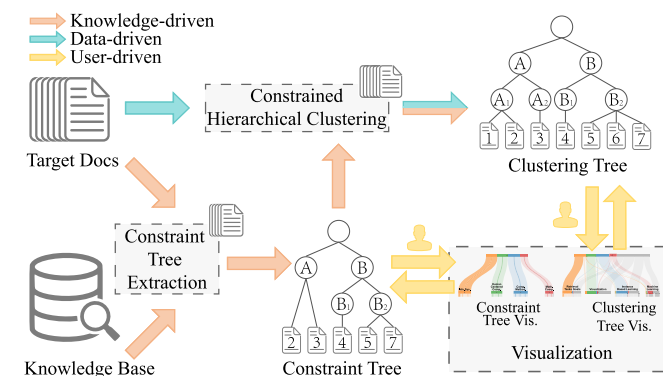 Knowledge-driven
Data-driven
User-driven
Target Docs
Constrained
Hierarchical Clustering
A
B
A1
A2
B1
B2
1
2
3
4
5
6
7
Clustering Tree
Constraint
Tree
Extraction
Knowledge Base
A
B
B1
B2
2
3
4
5
7
Constraint Tree
Constraint
Tree Vis.
Clustering
Tree Vis.
Visualization